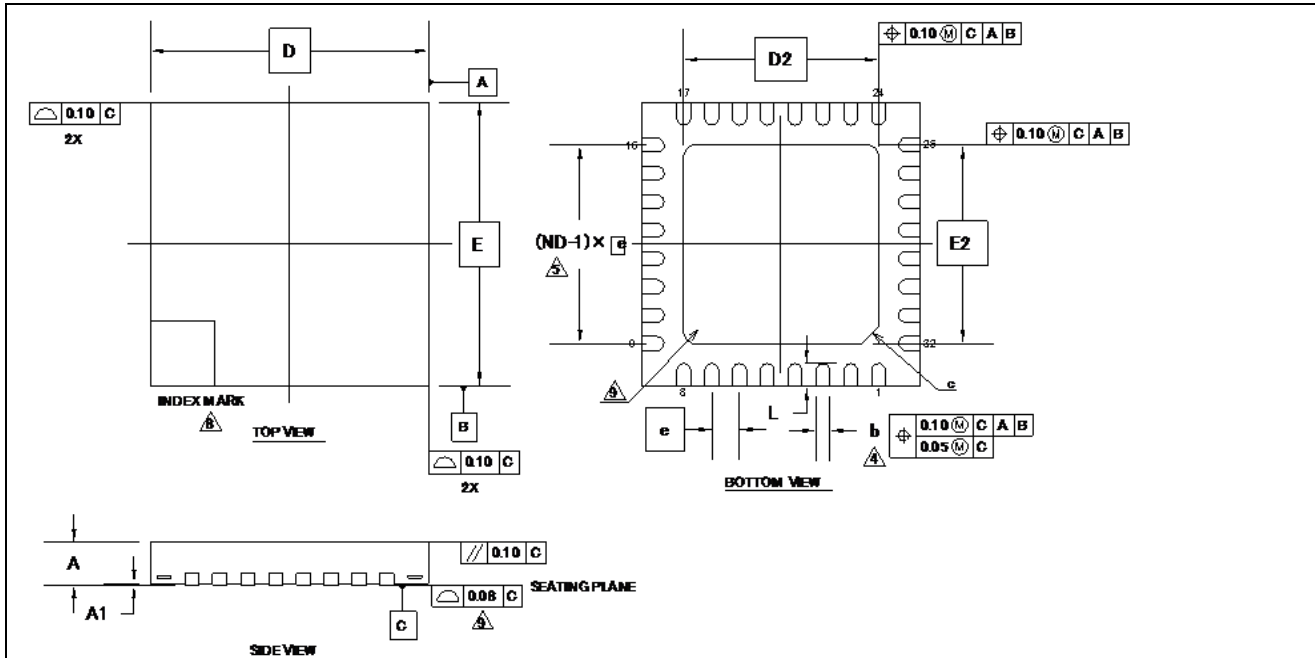 D
A
0.10 C
2X
E
INDEX MARK
8
TOP VIEW
B
0.10 C
2X
D2
0.10 Ⓜ C A B
17
24
0.10 Ⓜ C A B
16
25
(ND-1)× e
5
E2
9
32
9
8
L
1
c
e
b
4
0.10 Ⓜ C A B
0.05 Ⓜ C
BOTTOM VIEW
A
A1
// 0.10 C
SEATING PLANE
0.08 C
9
C
SIDE VIEW